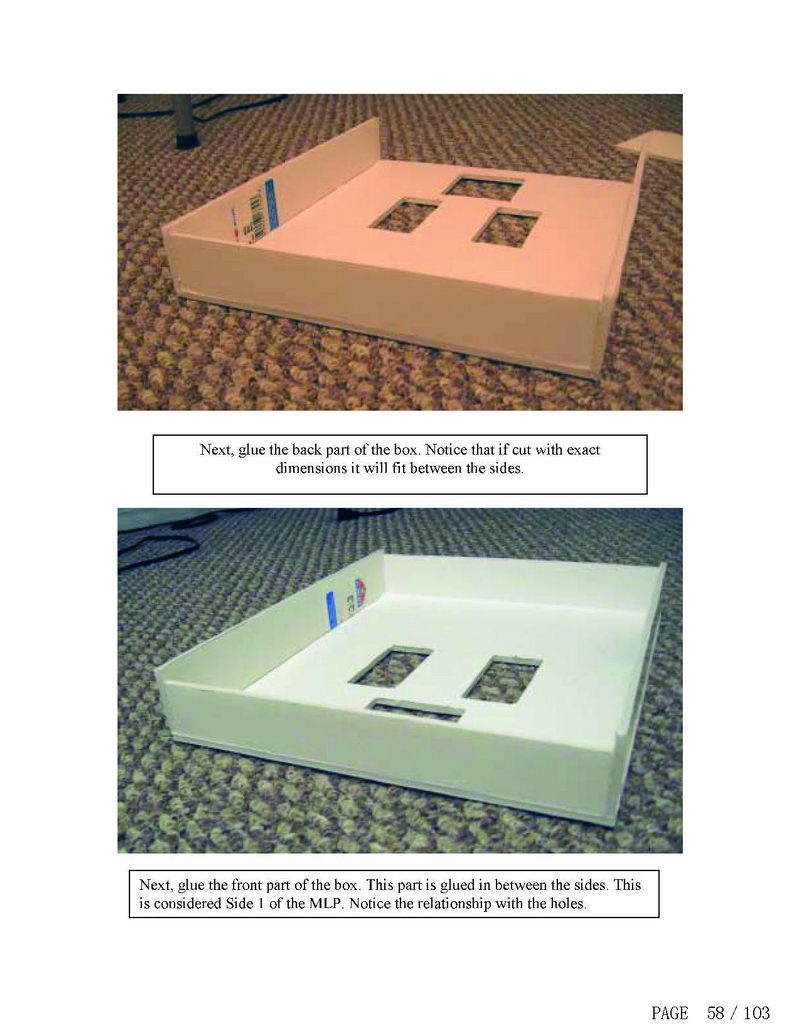 Next, glue the back part of the box. Notice that if cut with exact
dimensions it will fit between the sides.
Next, glue the front part of the box. This part is glued in between the sides. This
is considered Side 1 of the MLP. Notice the relationship with the holes.
PAGE 58 / 103